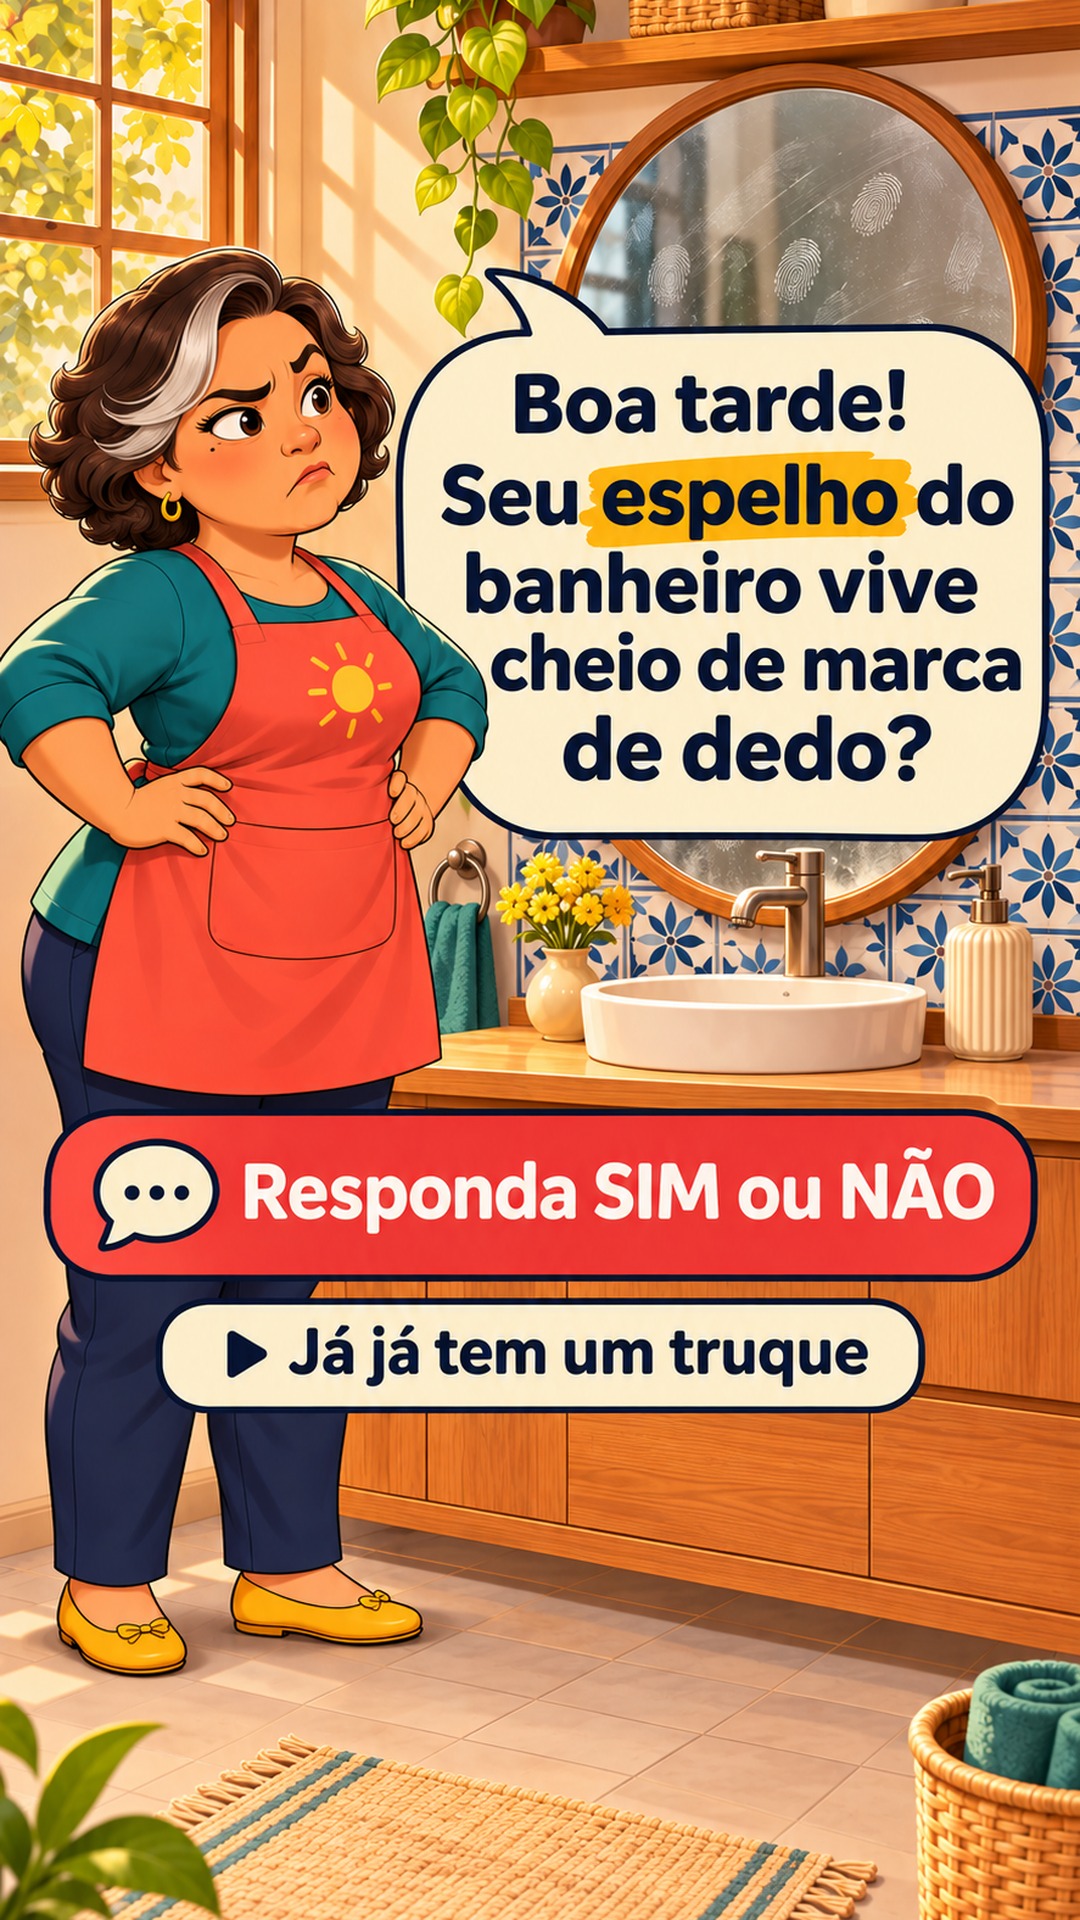 Boa tarde!
Seu espelho do
banheiro vive
cheio de marca
de dedo?
Responda SIM ou NÃO
Já já tem um truque